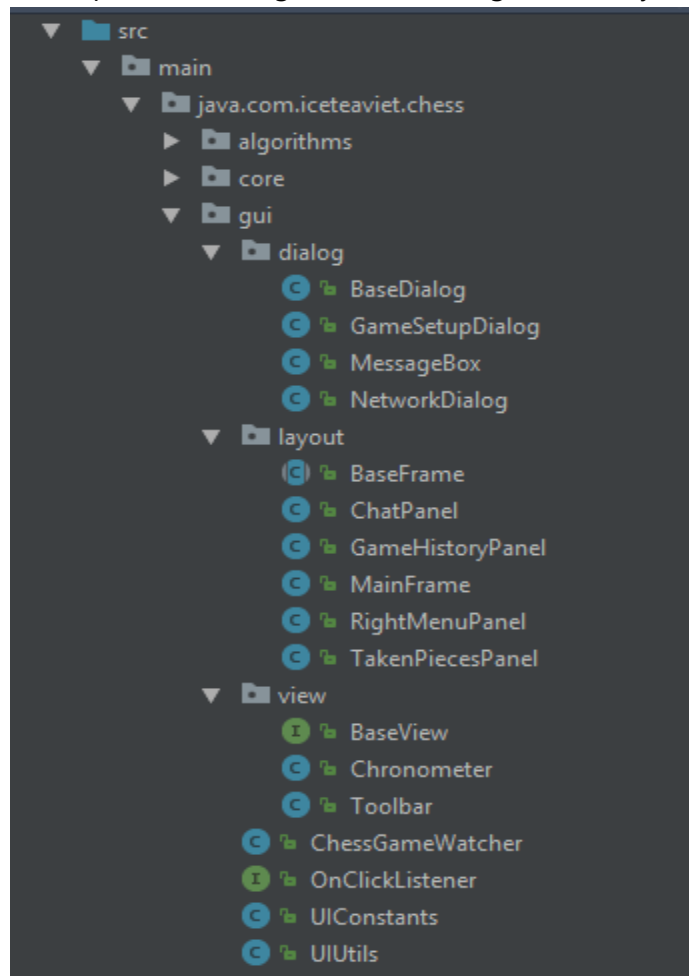 src
main
java.com.iceteaviet.chess
algorithms
core
gui
dialog
C BaseDialog
C GameSetupDialog
C MessageBox
C NetworkDialog
layout
C BaseFrame
C ChatPanel
C GameHistoryPanel
C MainFrame
C RightMenuPanel
C TakenPiecesPanel
view
I BaseView
C Chronometer
C Toolbar
C ChessGameWatcher
I OnClickListener
C UIConstants
C UIUtils